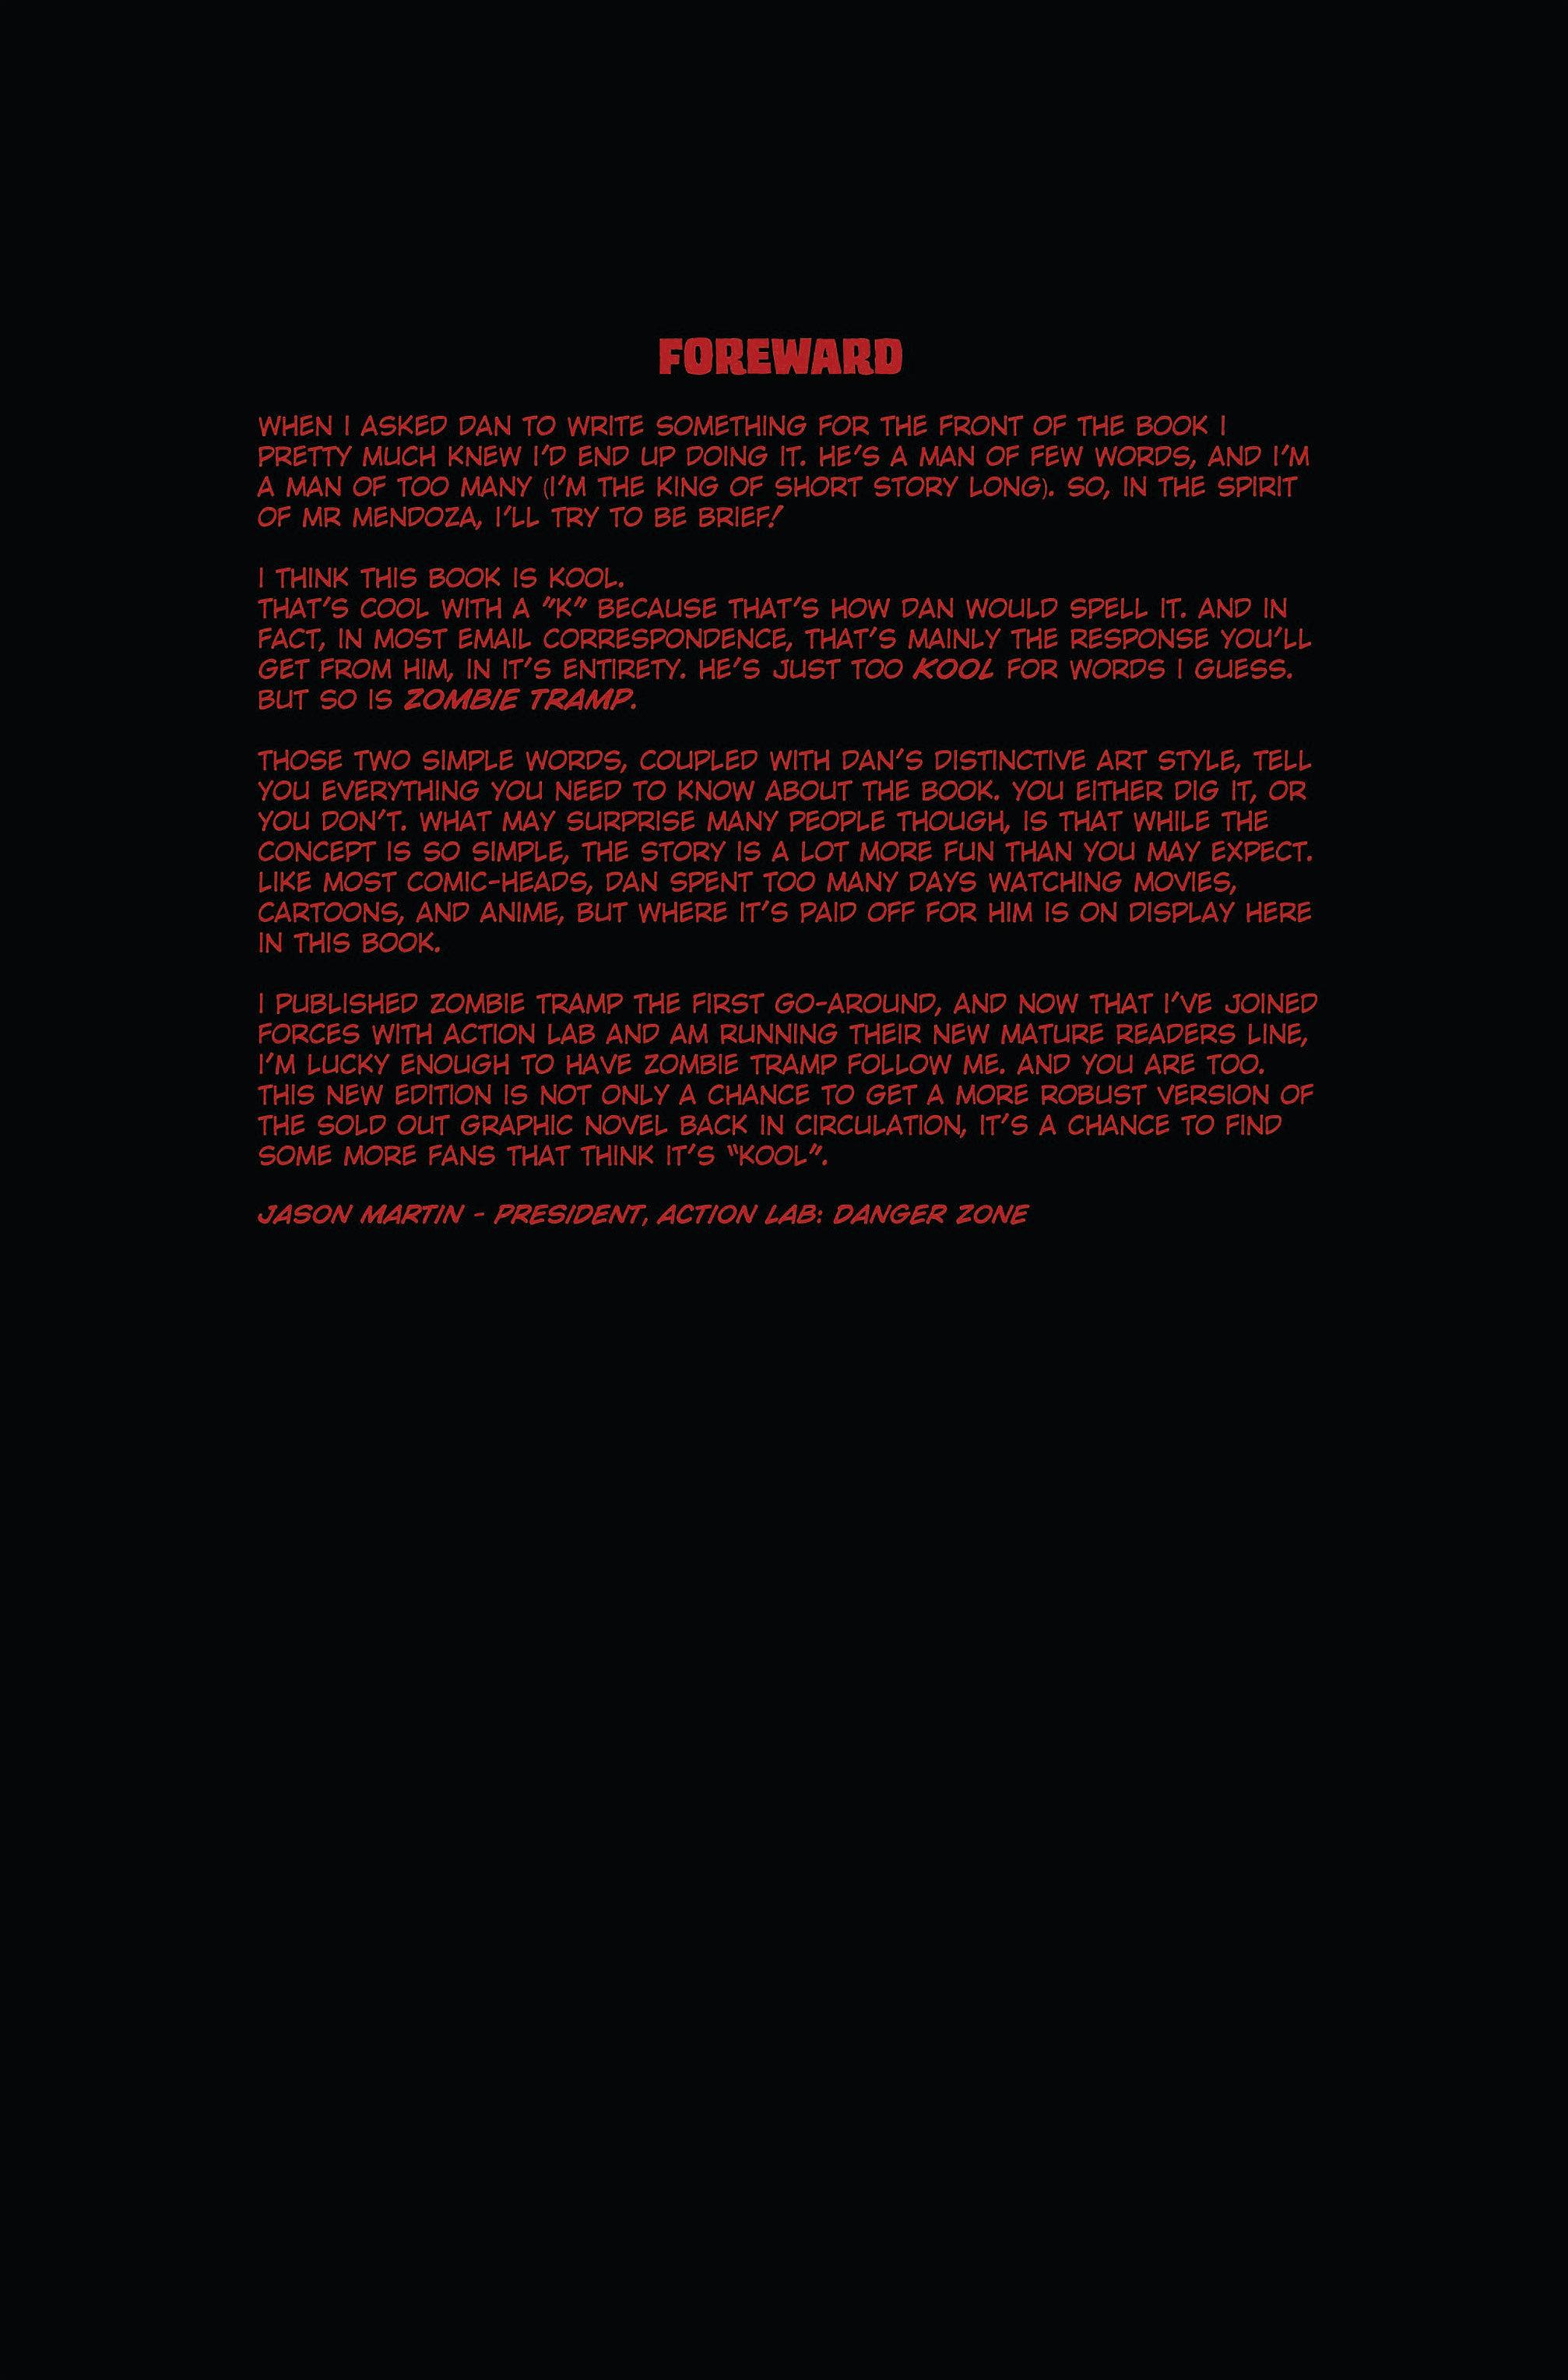 FOREWARD
WHEN I ASKED DAN TO WRITE SOMETHING FOR THE FRONT OF THE BOOK I
PRETTY MUCH KNEW I'D END UP DOING IT. HE'S A MAN OF FEW WORDS, AND I'M
A MAN OF TOO MANY (I'M THE KING OF SHORT STORY LONG). SO, IN THE SPIRIT
OF MR MENDOZA, I'LL TRY TO BE BRIEF!
I THINK THIS BOOK IS KOOL.
THAT'S COOL WITH A "K" BECAUSE THAT'S HOW DAN WOULD SPELL IT. AND IN
FACT, IN MOST EMAIL CORRESPONDENCE, THAT'S MAINLY THE RESPONSE YOU'LL
GET FROM HIM, IN IT'S ENTIRETY. HE'S JUST TOO KOOL FOR WORDS I GUESS.
BUT SO IS ZOMBIE TRAMP.
THOSE TWO SIMPLE WORDS, COUPLED WITH DAN'S DISTINCTIVE ART STYLE, TELL
YOU EVERYTHING YOU NEED TO KNOW ABOUT THE BOOK. YOU EITHER DIG IT, OR
YOU DON'T. WHAT MAY SURPRISE MANY PEOPLE THOUGH, IS THAT WHILE THE
CONCEPT IS SO SIMPLE, THE STORY IS A LOT MORE FUN THAN YOU MAY EXPECT.
LIKE MOST COMIC-HEADS, DAN SPENT TOO MANY DAYS WATCHING MOVIES,
CARTOONS, AND ANIME, BUT WHERE IT'S PAID OFF FOR HIM IS ON DISPLAY HERE
IN THIS BOOK.
I PUBLISHED ZOMBIE TRAMP THE FIRST GO-AROUND, AND NOW THAT I'VE JOINED
FORCES WITH ACTION LAB AND AM RUNNING THEIR NEW MATURE READERS LINE,
I'M LUCKY ENOUGH TO HAVE ZOMBIE TRAMP FOLLOW ME. AND YOU ARE TOO.
THIS NEW EDITION IS NOT ONLY A CHANCE TO GET A MORE ROBUST VERSION OF
THE SOLD OUT GRAPHIC NOVEL BACK IN CIRCULATION, IT'S A CHANCE TO FIND
SOME MORE FANS THAT THINK IT'S "KOOL".
JASON MARTIN - PRESIDENT, ACTION LAB: DANGER ZONE